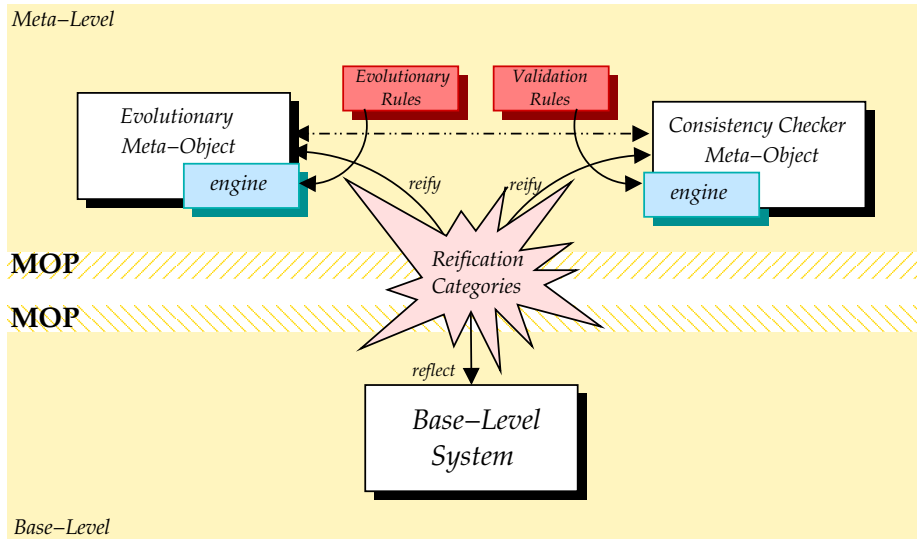 Meta–Level
Evolutionary
Rules
Validation
Rules
Evolutionary
Meta–Object
engine
Consistency Checker
Meta–Object
engine
reify
reify
MOP
Reification
Categories
MOP
reflect
Base–Level
System
Base–Level